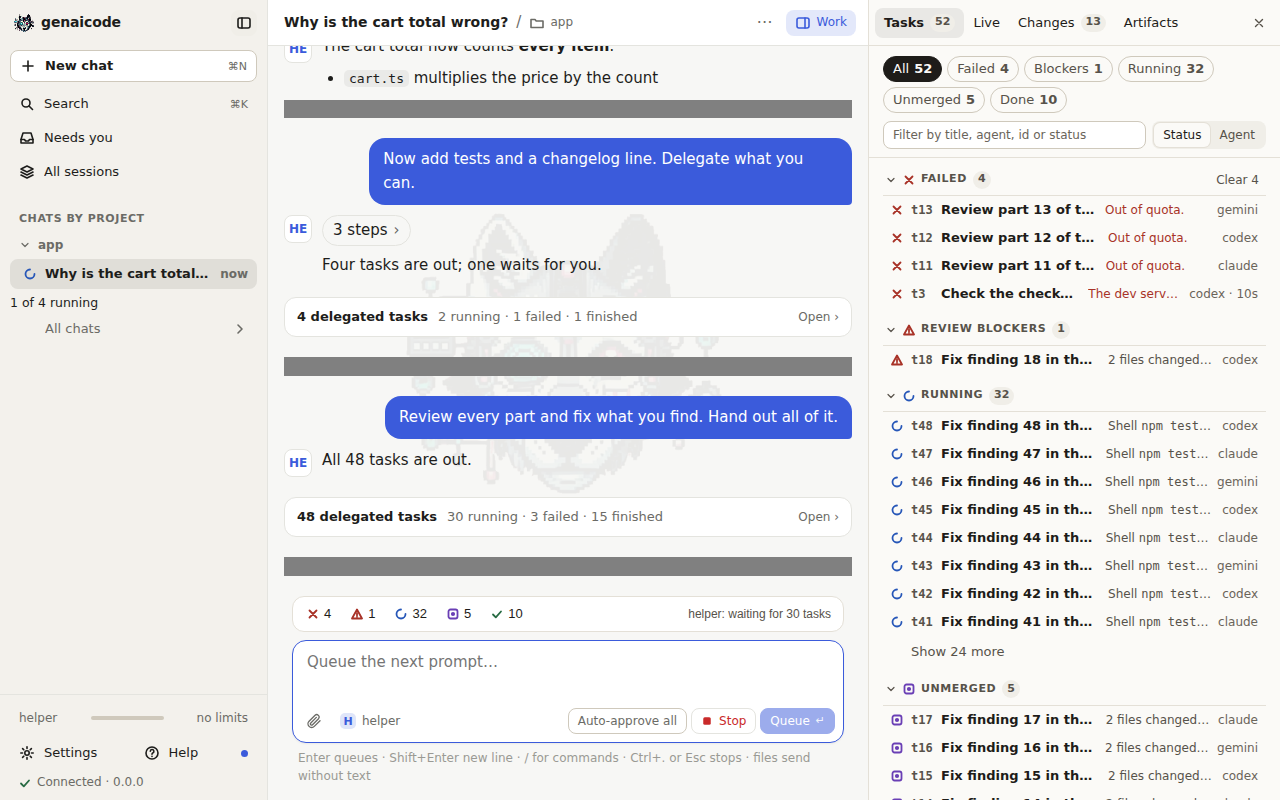 genaicode
New chat ⌘N
Search ⌘K
Needs you
All sessions
CHATS BY PROJECT
app
Why is the cart total… now
1 of 4 running
All chats
helper no limits
Settings Help
Connected · 0.0.0
Why is the cart total wrong? / app
··· Work
HE The cart total now counts every item.
• cart.ts multiplies the price by the count
Now add tests and a changelog line. Delegate what you
can.
HE 3 steps ›
Four tasks are out; one waits for you.
4 delegated tasks 2 running · 1 failed · 1 finished Open ›
Review every part and fix what you find. Hand out all of it.
HE All 48 tasks are out.
48 delegated tasks 30 running · 3 failed · 15 finished Open ›
4 1 32 5 10 helper: waiting for 30 tasks
Queue the next prompt…
H helper Auto-approve all Stop Queue ↵
Enter queues · Shift+Enter new line · / for commands · Ctrl+. or Esc stops · files send
without text
Tasks 52 Live Changes 13 Artifacts
All 52 Failed 4 Blockers 1 Running 32
Unmerged 5 Done 10
Filter by title, agent, id or status Status Agent
FAILED 4 Clear 4
t13 Review part 13 of t… Out of quota. gemini
t12 Review part 12 of t… Out of quota. codex
t11 Review part 11 of t… Out of quota. claude
t3 Check the check… The dev serv… codex · 10s
REVIEW BLOCKERS 1
t18 Fix finding 18 in th… 2 files changed… codex
RUNNING 32
t48 Fix finding 48 in th… Shell npm test… codex
t47 Fix finding 47 in th… Shell npm test… claude
t46 Fix finding 46 in th… Shell npm test… gemini
t45 Fix finding 45 in th… Shell npm test… codex
t44 Fix finding 44 in th… Shell npm test… claude
t43 Fix finding 43 in th… Shell npm test… gemini
t42 Fix finding 42 in th… Shell npm test… codex
t41 Fix finding 41 in th… Shell npm test… claude
Show 24 more
UNMERGED 5
t17 Fix finding 17 in th… 2 files changed… claude
t16 Fix finding 16 in th… 2 files changed… gemini
t15 Fix finding 15 in th… 2 files changed… codex